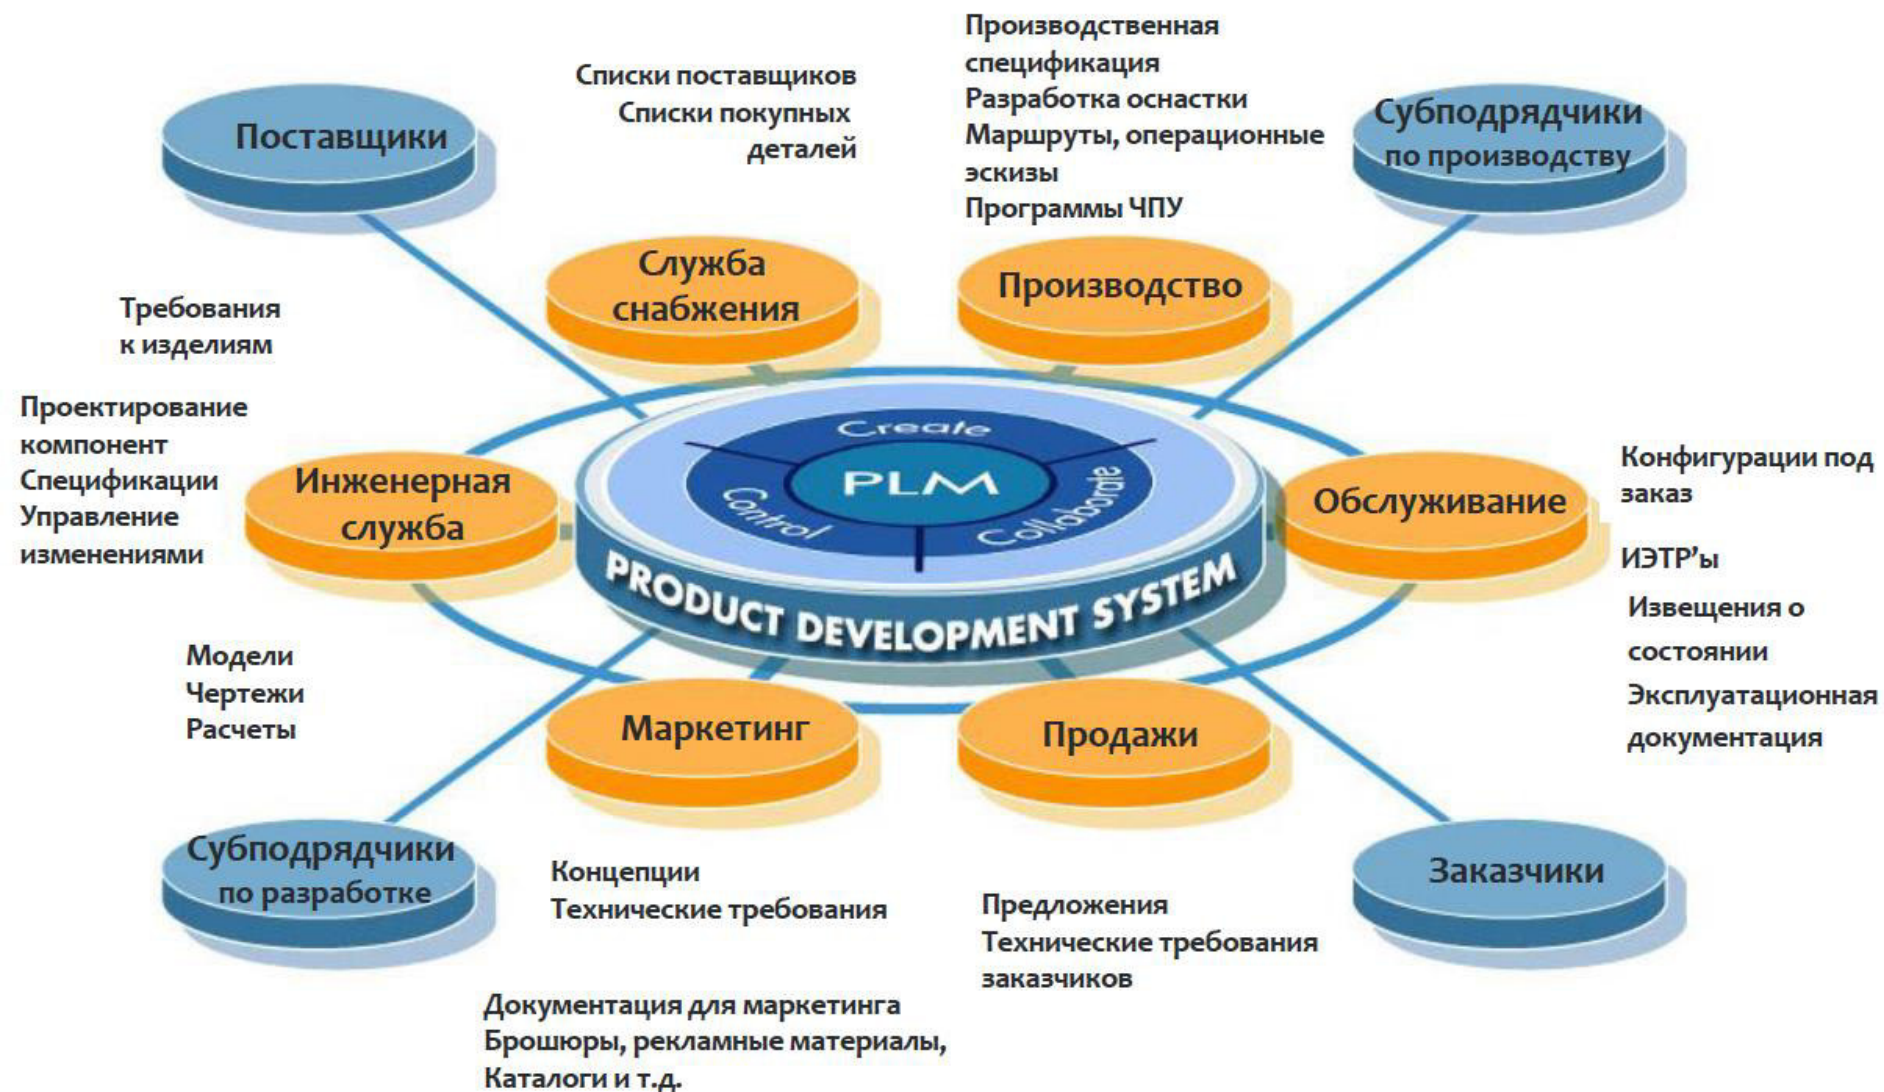 Производственная
спецификация
Разработка оснастки
Маршруты, операционные
эскизы
Программы ЧПУ
Списки поставщиков
Списки покупных
деталей
Поставщики
Субподрядчики
по производству
Служба
снабжения
Производство
Требования
к изделиям
Проектирование
компонент
Спецификации
Управление
изменениями
Инженерная
служба
Create
PLM
Control
Collaborate
PRODUCT DEVELOPMENT SYSTEM
Обслуживание
Конфигурации под
заказ
ИЭТР’ы
Извещения о
состоянии
Эксплуатационная
документация
Модели
Чертежи
Расчеты
Маркетинг
Продажи
Субподрядчики
по разработке
Заказчики
Концепции
Технические требования
Предложения
Технические требования
заказчиков
Документация для маркетинга
Брошюры, рекламные материалы,
Каталоги и т.д.